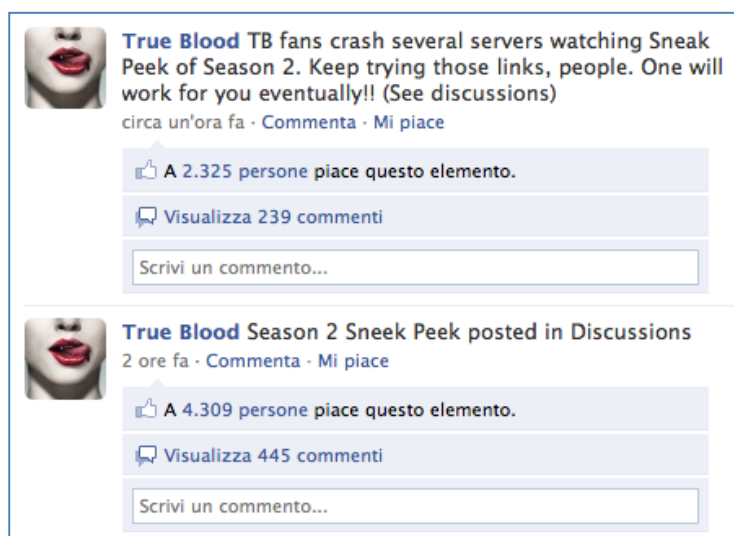 True Blood TB fans crash several servers watching Sneak
Peek of Season 2. Keep trying those links, people. One will
work for you eventually!! (See discussions)
circa un'ora fa · Commenta · Mi piace
A 2.325 persone piace questo elemento.
Visualizza 239 commenti
Scrivi un commento...
True Blood Season 2 Sneek Peek posted in Discussions
2 ore fa · Commenta · Mi piace
A 4.309 persone piace questo elemento.
Visualizza 445 commenti
Scrivi un commento...